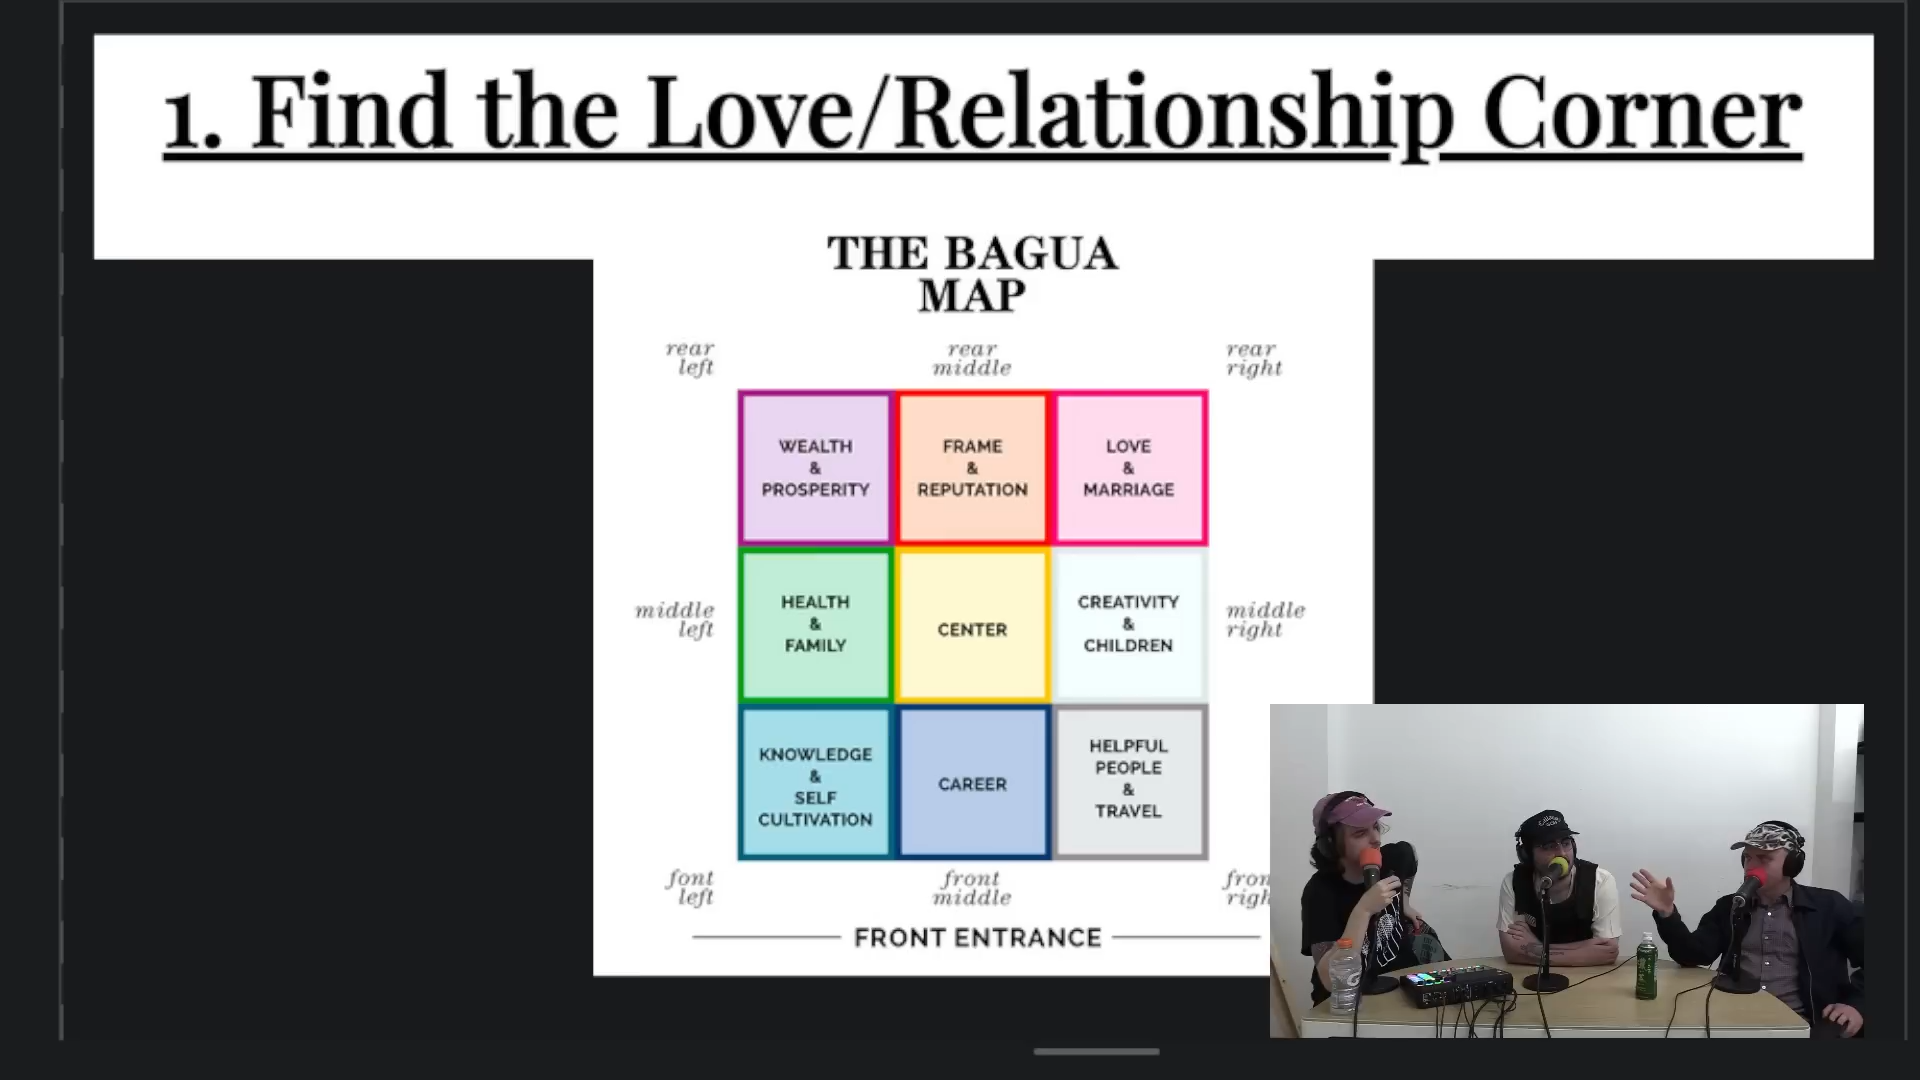 1. Find the Love/Relationship Corner
THE BAGUA
MAP
rear
left
rear
middle
rear
right
WEALTH
&
PROSPERITY
FRAME
&
REPUTATION
LOVE
&
MARRIAGE
middle
left
HEALTH
&
FAMILY
CENTER
CREATIVITY
&
CHILDREN
middle
right
KNOWLEDGE
&
SELF
CULTIVATION
CAREER
HELPFUL
PEOPLE
&
TRAVEL
font
left
front
middle
fron
righ
FRONT ENTRANCE